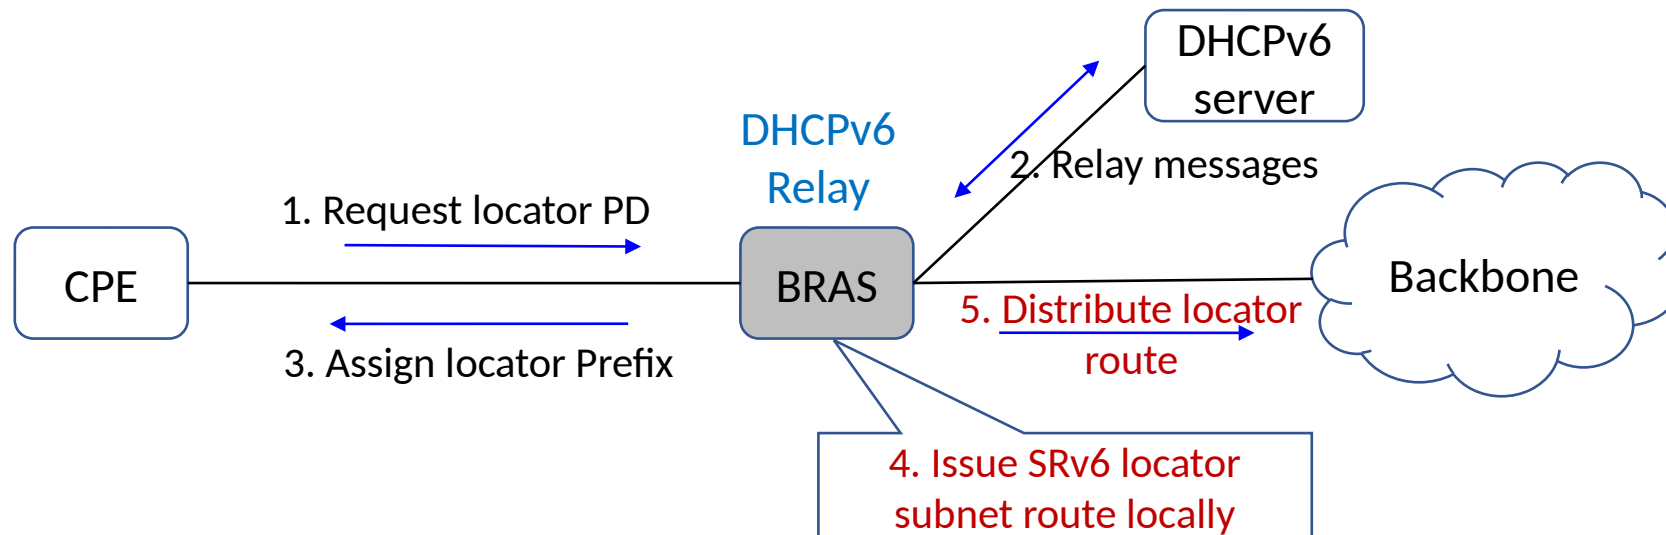 DHCPv6
server
DHCPv6
Relay
2. Relay messages
1. Request locator PD
CPE
BRAS
Backbone
5. Distribute locator
route
3. Assign locator Prefix
4. Issue SRv6 locator
subnet route locally